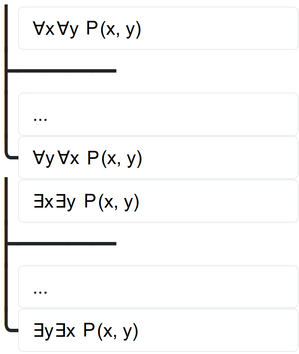 ∀x∀y P(x, y)
...
∀y∀x P(x, y)
∃x∃y P(x, y)
...
∃y∃x P(x, y)